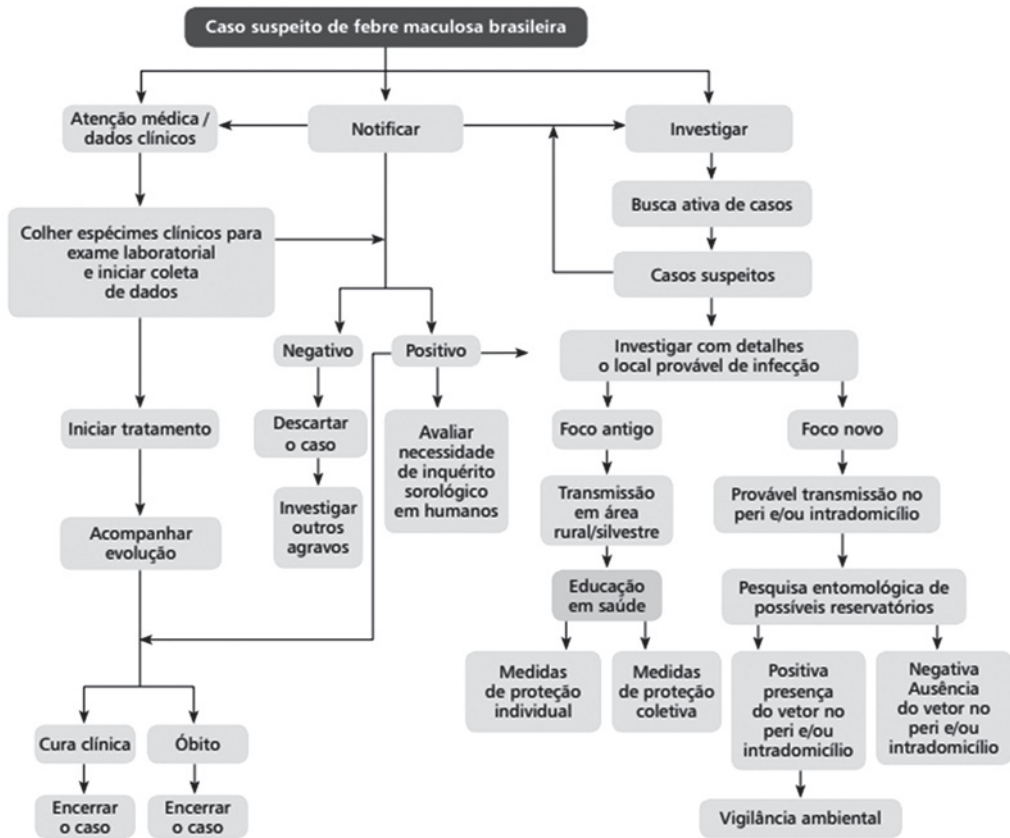 Caso suspeito de febre maculosa brasileira
Atenção médica /
dados clínicos
Notificar
Investigar
Busca ativa de casos
Colher espécimes clínicos para
exame laboratorial
e iniciar coleta
de dados
Casos suspeitos
Negativo
Positivo
Investigar com detalhes
o local provável de infecção
Iniciar tratamento
Descartar
o caso
Avaliar
necessidade
de inquérito
sorológico
em humanos
Foco antigo
Foco novo
Investigar
outros
agravos
Transmissão
em área
rural/silvestre
Provável transmissão no
peri e/ou intradomicílio
Acompanhar
evolução
Educação
em saúde
Pesquisa entomológica de
possíveis reservatórios
Medidas
de proteção
individual
Medidas
de proteção
coletiva
Positiva
presença
do vetor no
peri e/ou
intradomicílio
Negativa
Ausência
do vetor no
peri e/ou
intradomicílio
Cura clínica
Óbito
Encerrar
o caso
Encerrar
o caso
Vigilância ambiental